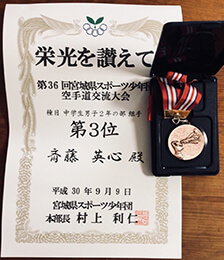 栄光を讃えて
第36回宮城県スポーツ少年団
空手道交流大会
種目 中学生男子2年の部 組手
第3位
斎藤 英心 殿
平成30年9月9日
宮城県スポーツ少年団
本部長 村上 利仁